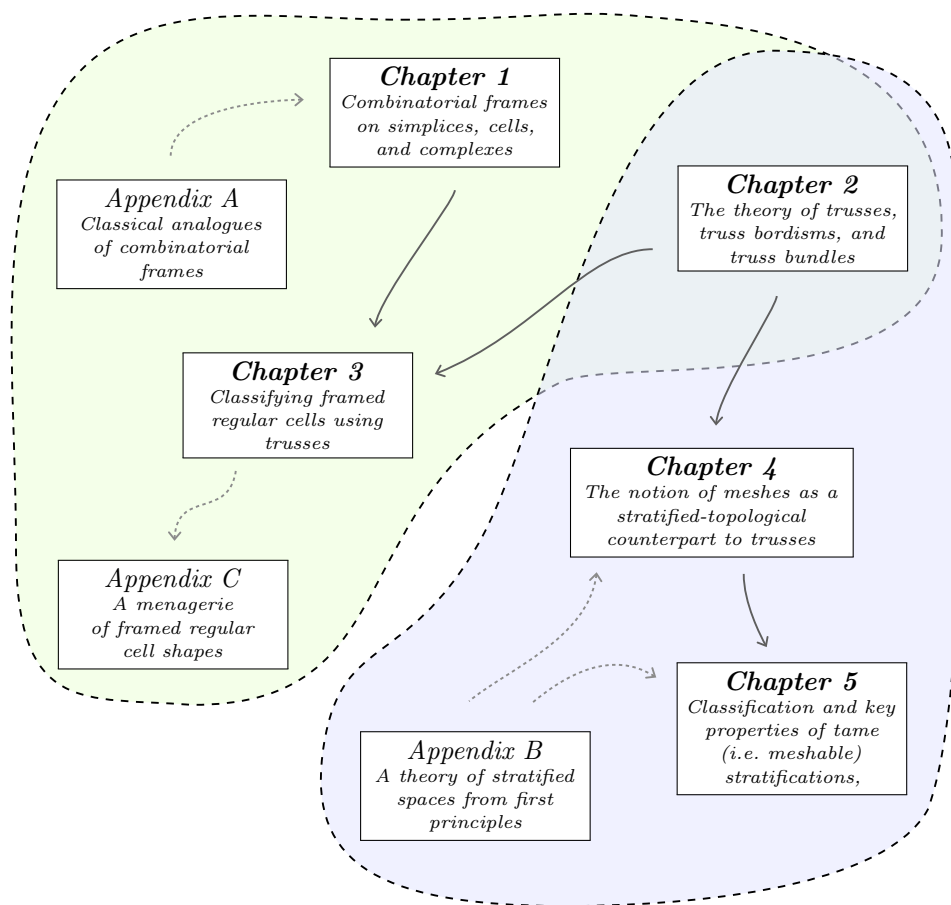 Chapter 1
Combinatorial frames
on simplices, cells,
and complexes
Chapter 2
The theory of trusses,
truss bordisms, and
truss bundles
Appendix A
Classical analogues
of combinatorial
frames
Chapter 3
Classifying framed
regular cells using
trusses
Chapter 4
The notion of meshes as a
stratified-topological
counterpart to trusses
Appendix C
A menagerie
of framed regular
cell shapes
Chapter 5
Classification and key
properties of tame
(i.e. meshable)
stratifications,
Appendix B
A theory of stratified
spaces from first
principles